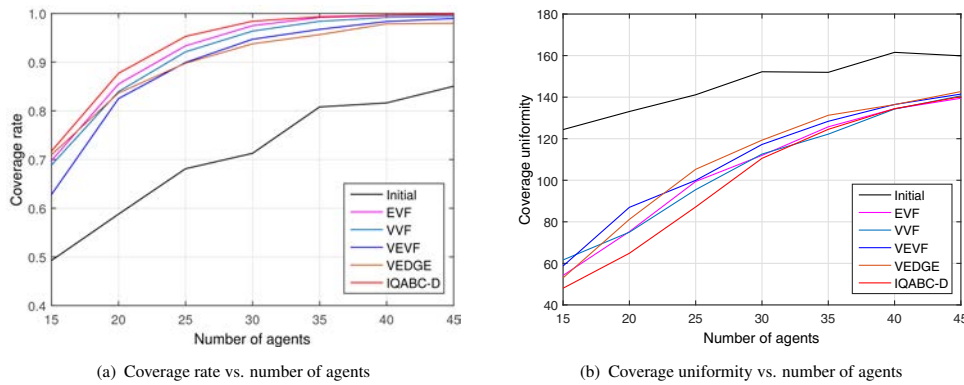 1.0
0.9
0.8
0.7
0.6
0.5
0.4
Coverage rate
15 20 25 30 35 40 45
Number of agents
Initial
EVF
VVF
VEVF
VEDGE
IQABC-D
(a) Coverage rate vs. number of agents
180
160
140
120
100
80
60
40
Coverage uniformity
15 20 25 30 35 40 45
Number of agents
Initial
EVF
VVF
VEVF
VEDGE
IQABC-D
(b) Coverage uniformity vs. number of agents